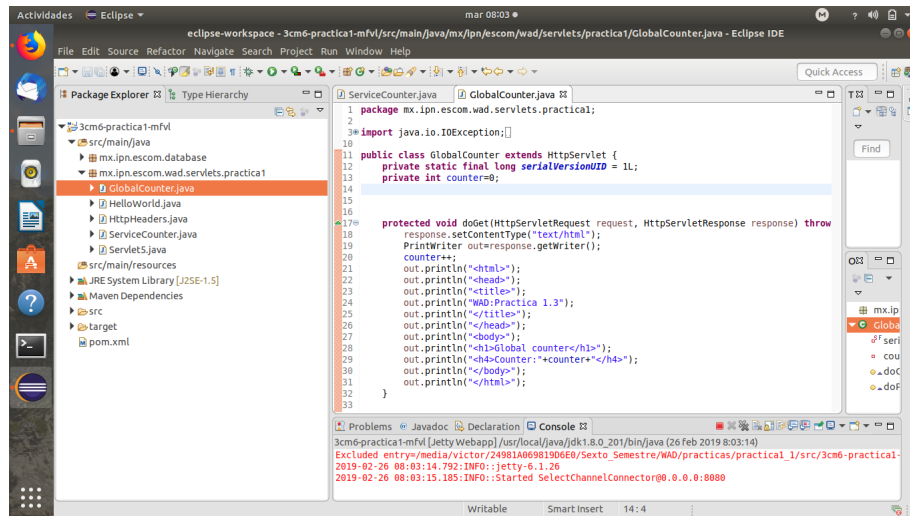 Actividades Eclipse mar 08:03 M ?
eclipse-workspace - 3cm6-practica1-mfvl/src/main/java/mx/ipn/escom/wad/servlets/practica1/GlobalCounter.java - Eclipse IDE
File Edit Source Refactor Navigate Search Project Run Window Help
Quick Access
Package Explorer Type Hierarchy
3cm6-practica1-mfvl
src/main/java
mx.ipn.escom.database
mx.ipn.escom.wad.servlets.practica1
GlobalCounter.java
HelloWorld.java
HttpHeaders.java
ServiceCounter.java
Servlet5.java
src/main/resources
JRE System Library [J2SE-1.5]
Maven Dependencies
src
target
pom.xml
ServiceCounter.java GlobalCounter.java
1 package mx.ipn.escom.wad.servlets.practica1;
2
3 import java.io.IOException;
10
11 public class GlobalCounter extends HttpServlet {
12 private static final long serialVersionUID = 1L;
13 private int counter=0;
14
15
16
17 protected void doGet(HttpServletRequest request, HttpServletResponse response) throw
18 response.setContentType("text/html");
19 PrintWriter out=response.getWriter();
20 counter++;
21 out.println("<html>");
22 out.println("<head>");
23 out.println("<title>");
24 out.println("WAD:Practica 1.3");
25 out.println("</title>");
26 out.println("</head>");
27 out.println("<body>");
28 out.println("<h1>Global counter</h1>");
29 out.println("<h4>Counter:"+counter+"</h4>");
30 out.println("</body>");
31 out.println("</html>");
32 }
33
Find
mx.ip
Globa
seri
cou
doG
doP
Problems Javadoc Declaration Console
3cm6-practica1-mfvl [Jetty Webapp] /usr/local/java/jdk1.8.0_201/bin/java (26 feb 2019 8:03:14)
Excluded entry=/media/victor/24981A069819D6E0/Sexto_Semestre/WAD/practicas/practica1_1/src/3cm6-practica1-
2019-02-26 08:03:14.792:INFO::jetty-6.1.26
2019-02-26 08:03:15.185:INFO::Started SelectChannelConnector@0.0.0.0:8080
Writable Smart Insert 14 : 4